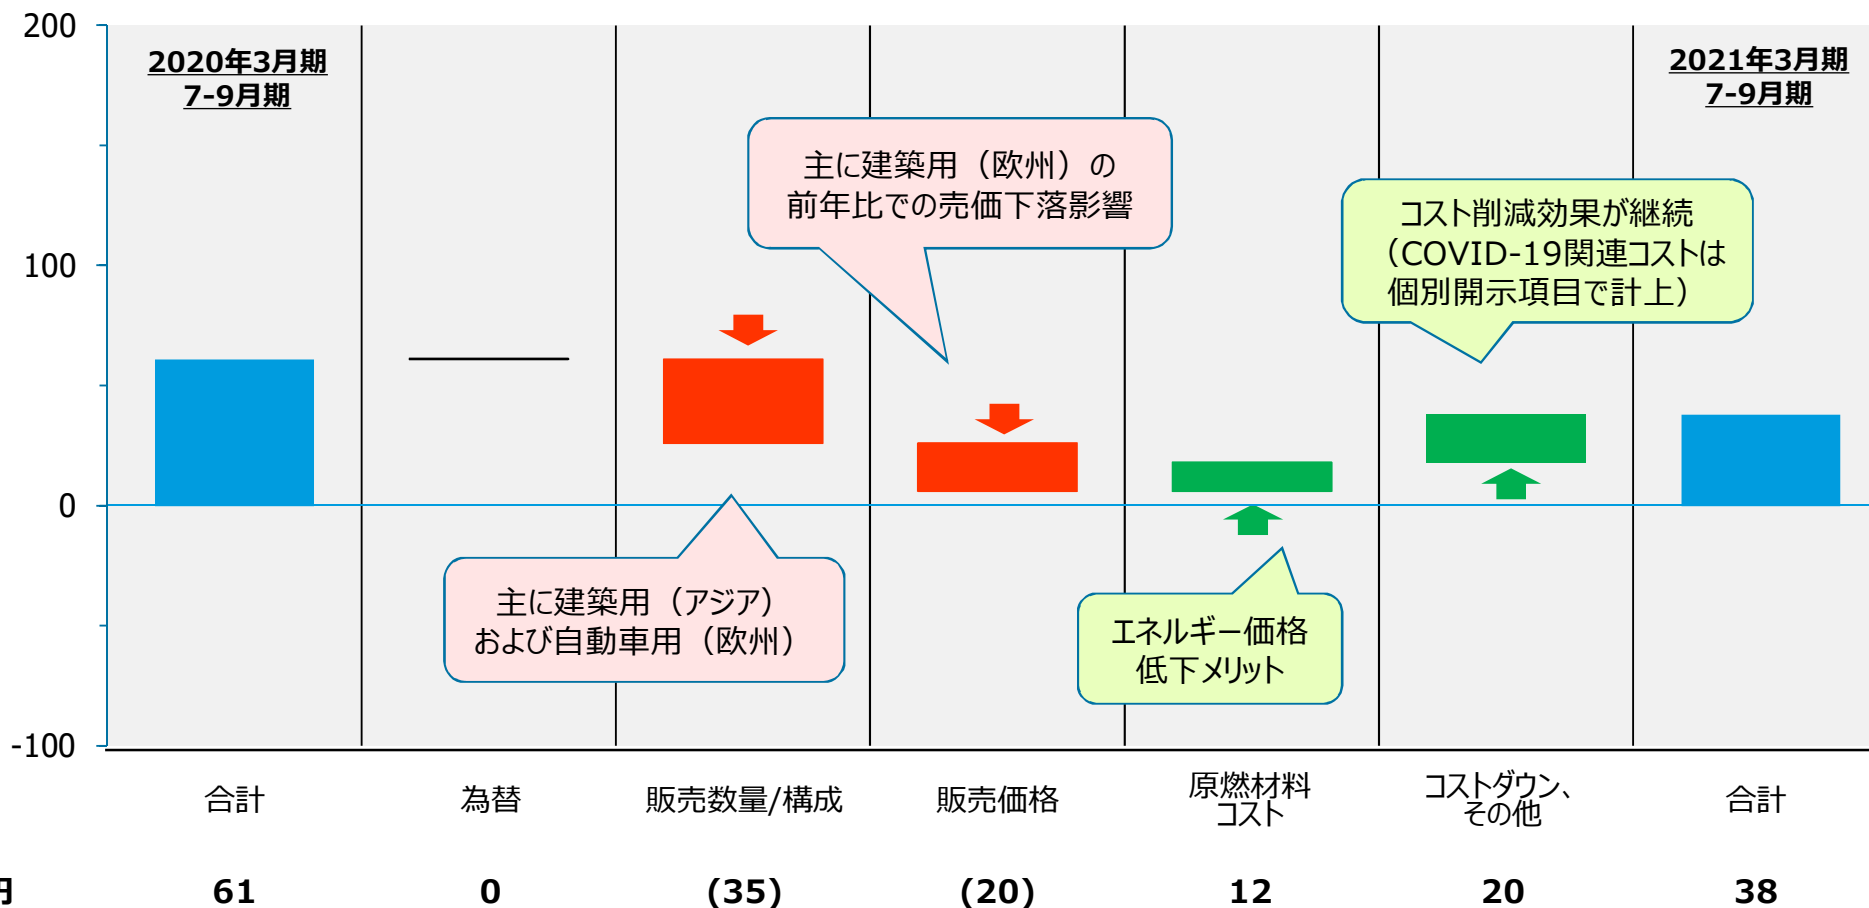 200
100
0
-100
2020年3月期
7-9月期
2021年3月期
7-9月期
主に建築用（欧州）の
前年比での売価下落影響
コスト削減効果が継続
（COVID-19関連コストは
個別開示項目で計上）
主に建築用（アジア）
および自動車用（欧州）
エネルギー価格
低下メリット
合計
為替
販売数量/構成
販売価格
原燃材料
コスト
コストダウン、
その他
合計
円 61 0 (35) (20) 12 20 38